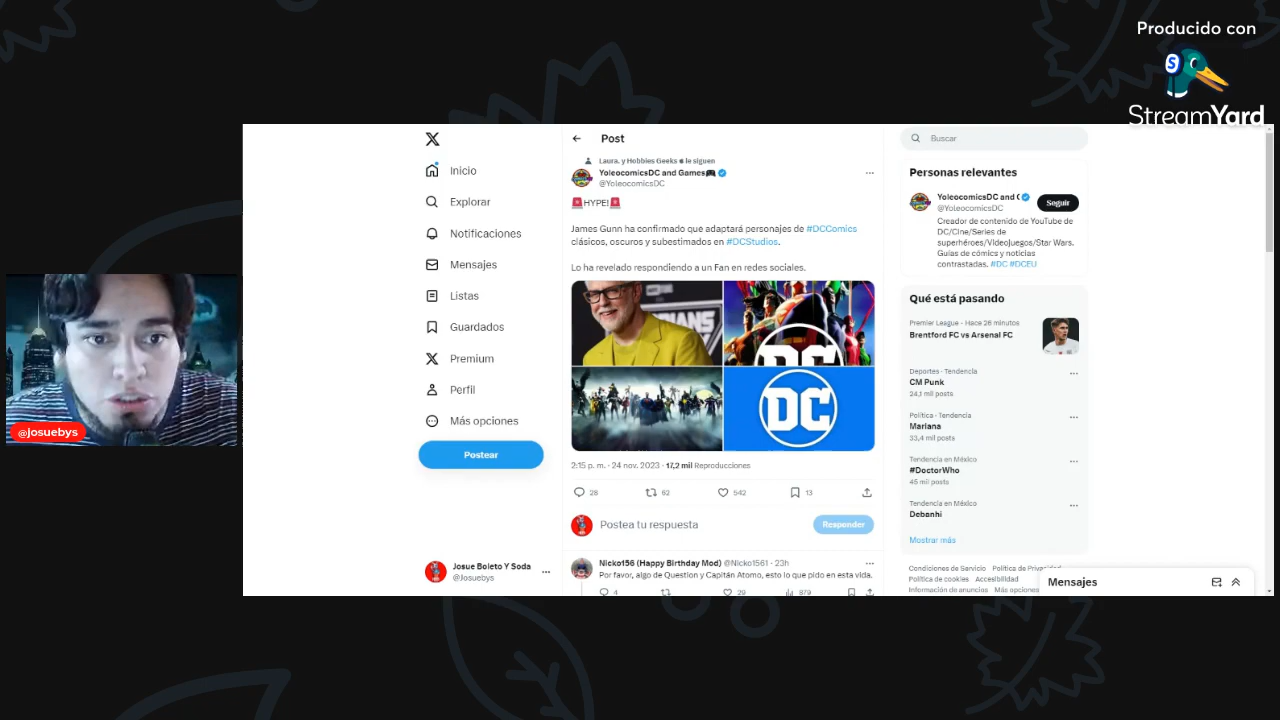 Producido con
StreamYard
@josuebys
Inicio
Explorar
Notificaciones
Mensajes
Listas
Guardados
Premium
Perfil
Más opciones
Postear
Josue Boleto Y Soda
@Josuebys
Post
Laura. y Hobbies Geeks le siguen
YoleocomicsDC and Games
@YoleocomicsDC
HYPE!
James Gunn ha confirmado que adaptará personajes de #DCComics
clásicos, oscuros y subestimados en #DCStudios.
Lo ha revelado respondiendo a un Fan en redes sociales.
DC
DC
2:15 p. m. · 24 nov. 2023 · 17,2 mil Reproducciones
28 62 542 13
Postea tu respuesta
Responder
Nicko156 (Happy Birthday Mod) @Nicko1561 · 23h
Por favor, algo de Question y Capitán Atomo, esto lo que pido en esta vida.
4 29 879
Buscar
Personas relevantes
YoleocomicsDC and
@YoleocomicsDC
Seguir
Creador de contenido de YouTube de
DC/Cine/Series de
superhéroes/Videojuegos/Star Wars.
Guías de cómics y noticias
contrastadas. #DC #DCEU
Qué está pasando
Premier League · Hace 26 minutos
Brentford FC vs Arsenal FC
Deportes · Tendencia
CM Punk
24,1 mil posts
Política · Tendencia
Mariana
33,4 mil posts
Tendencia en México
#DoctorWho
45 mil posts
Tendencia en México
Debanhi
Mostrar más
Condiciones de Servicio Política de
Política de cookies Accesibilidad
Información de anuncios Más opciones
Mensajes